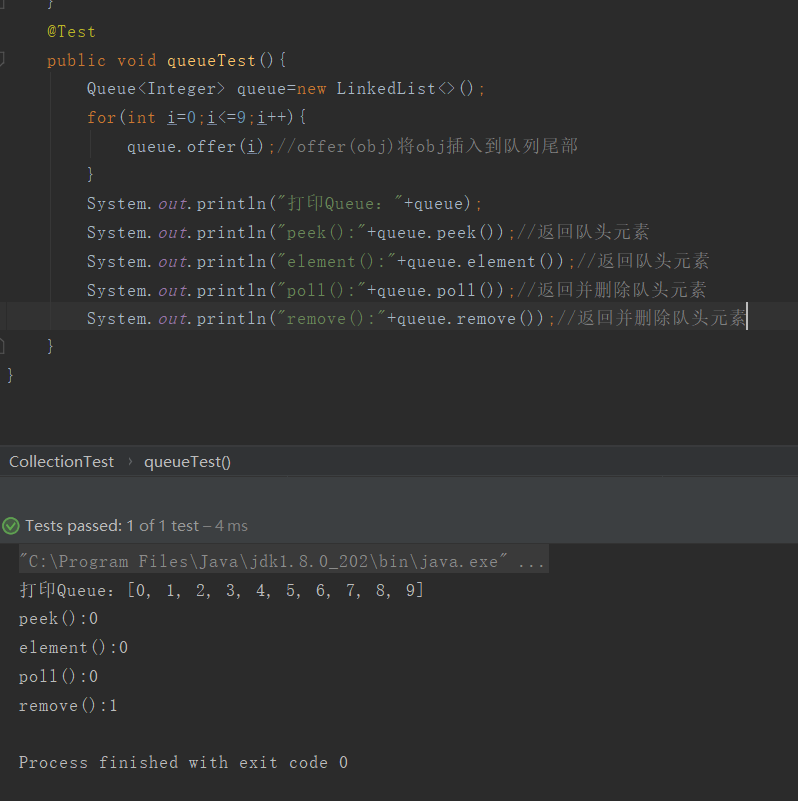 }
@Test
public void queueTest(){
Queue<Integer> queue=new LinkedList<>();
for(int i=0;i<=9;i++){
queue.offer(i);//offer(obj)将obj插入到队列尾部
}
System.out.println("打印Queue："+queue);
System.out.println("peek():"+queue.peek());//返回队头元素
System.out.println("element():"+queue.element());//返回队头元素
System.out.println("poll():"+queue.poll());//返回并删除队头元素
System.out.println("remove():"+queue.remove());//返回并删除队头元素
}
}
CollectionTest › queueTest()
Tests passed: 1 of 1 test – 4 ms
"C:\Program Files\Java\jdk1.8.0_202\bin\java.exe" ...
打印Queue：[0, 1, 2, 3, 4, 5, 6, 7, 8, 9]
peek():0
element():0
poll():0
remove():1
Process finished with exit code 0